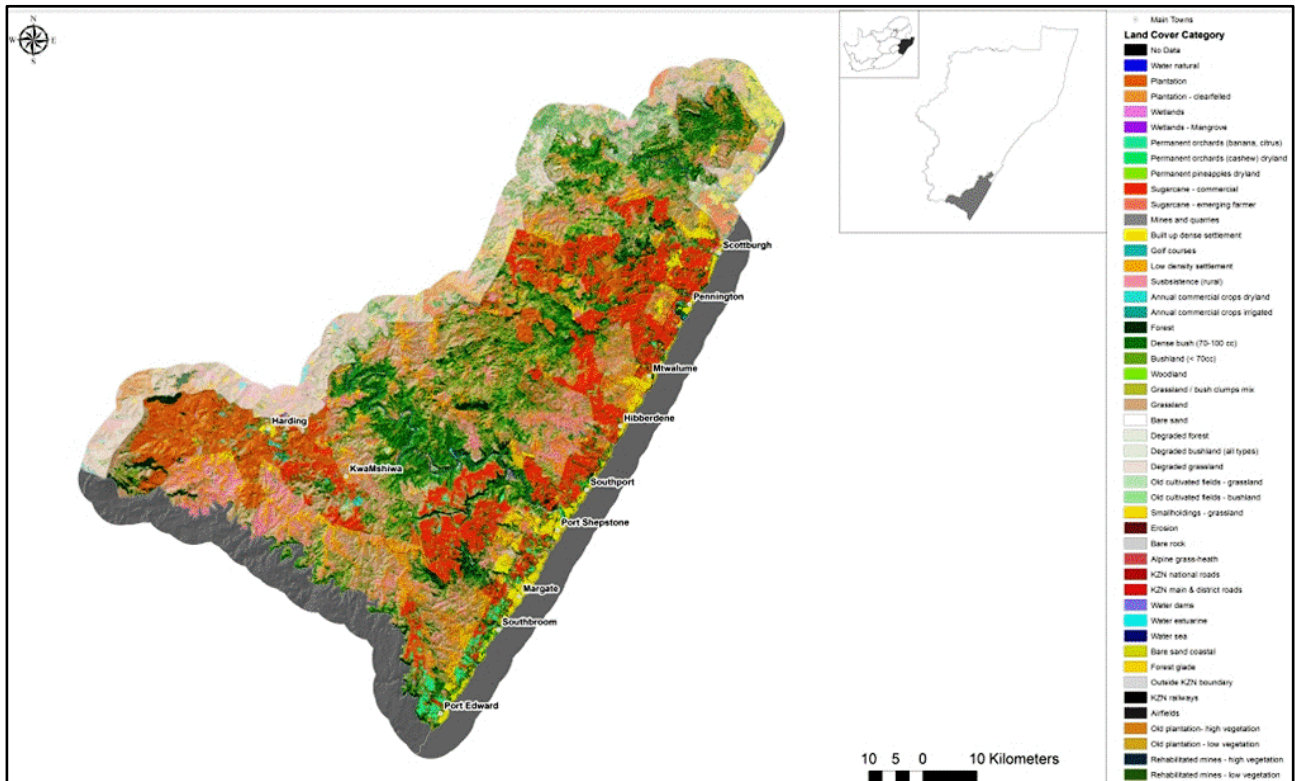 N
W E
S
Main Towns
Land Cover Category
No Data
Water natural
Plantation
Plantation - clearfelled
Wetlands
Wetlands - Mangrove
Permanent orchards (banana, citrus)
Permanent orchards (cashew) dryland
Permanent pineapples dryland
Sugarcane - commercial
Sugarcane - emerging farmer
Mines and quarries
Built up dense settlement
Golf courses
Low density settlement
Susbsistence (rural)
Annual commercial crops dryland
Annual commercial crops irrigated
Forest
Dense bush (70-100 cc)
Bushland (< 70cc)
Woodland
Grassland / bush clumps mix
Grassland
Bare sand
Degraded forest
Degraded bushland (all types)
Degraded grassland
Old cultivated fields - grassland
Old cultivated fields - bushland
Smallholdings - grassland
Erosion
Bare rock
Alpine grass-heath
KZN national roads
KZN main & district roads
Water dams
Water estuarine
Water sea
Bare sand coastal
Forest glade
Outside KZN boundary
KZN railways
Airfields
Old plantation- high vegetation
Old plantation - low vegetation
Rehabilitated mines - high vegetation
Rehabilitated mines - low vegetation
Scottburgh
Pennington
Mtwalume
Hibberdene
Harding
KwaMshiwa
Southport
Port Shepstone
Margate
Southbroom
Port Edward
10 5 0 10 Kilometers